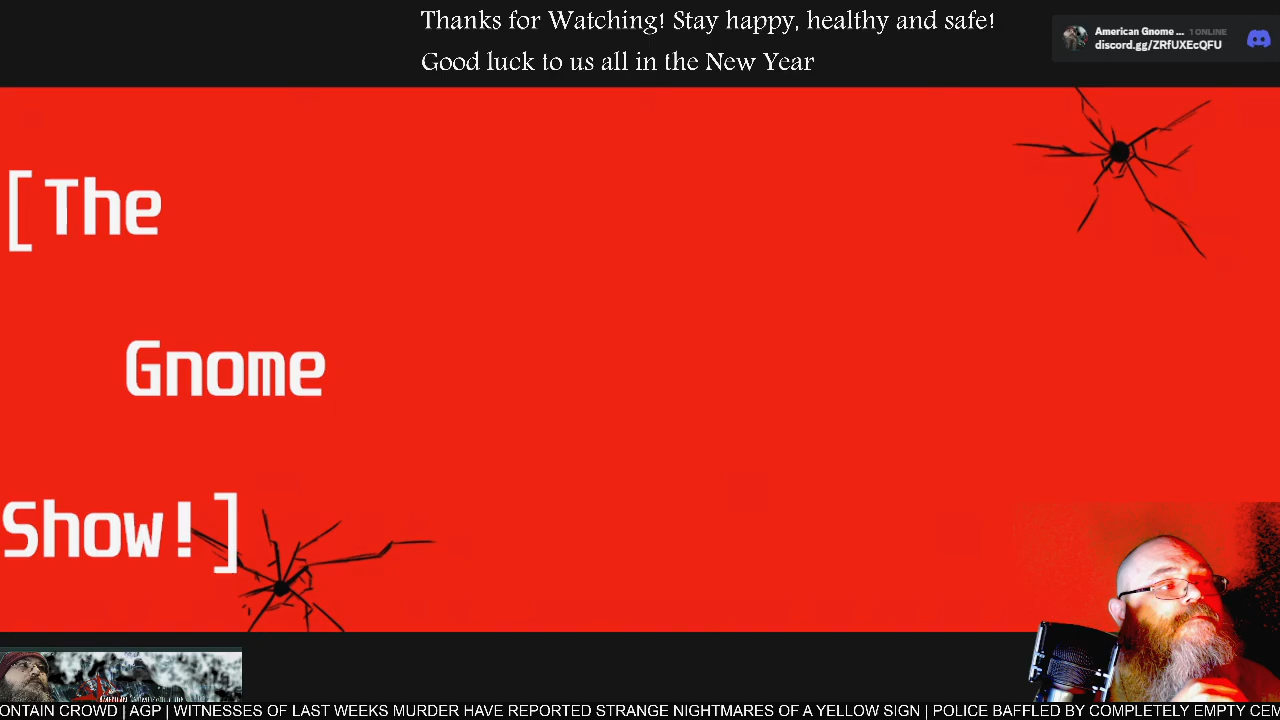 Thanks for Watching! Stay happy, healthy and safe!
Good luck to us all in the New Year
American Gnome ... 1 ONLINE
discord.gg/ZRfUXEcQFU
[The
Gnome
Show!]
ONTAIN CROWD | AGP | WITNESSES OF LAST WEEKS MURDER HAVE REPORTED STRANGE NIGHTMARES OF A YELLOW SIGN | POLICE BAFFLED BY COMPLETELY EMPTY CEM